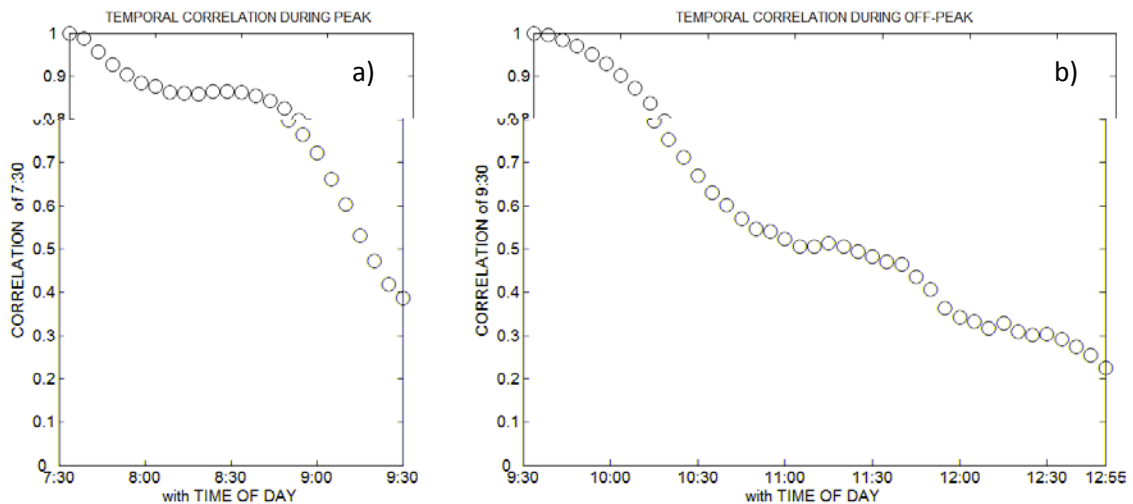 TEMPORAL CORRELATION DURING PEAK
a)
CORRELATION of 7:30
1
0.9
0.8
0.7
0.6
0.5
0.4
0.3
0.2
0.1
0
7:30 8:00 8:30 9:00 9:30
with TIME OF DAY
TEMPORAL CORRELATION DURING OFF-PEAK
b)
CORRELATION of 9:30
1
0.9
0.8
0.7
0.6
0.5
0.4
0.3
0.2
0.1
0
9:30 10:00 10:30 11:00 11:30 12:00 12:30 12:55
with TIME OF DAY